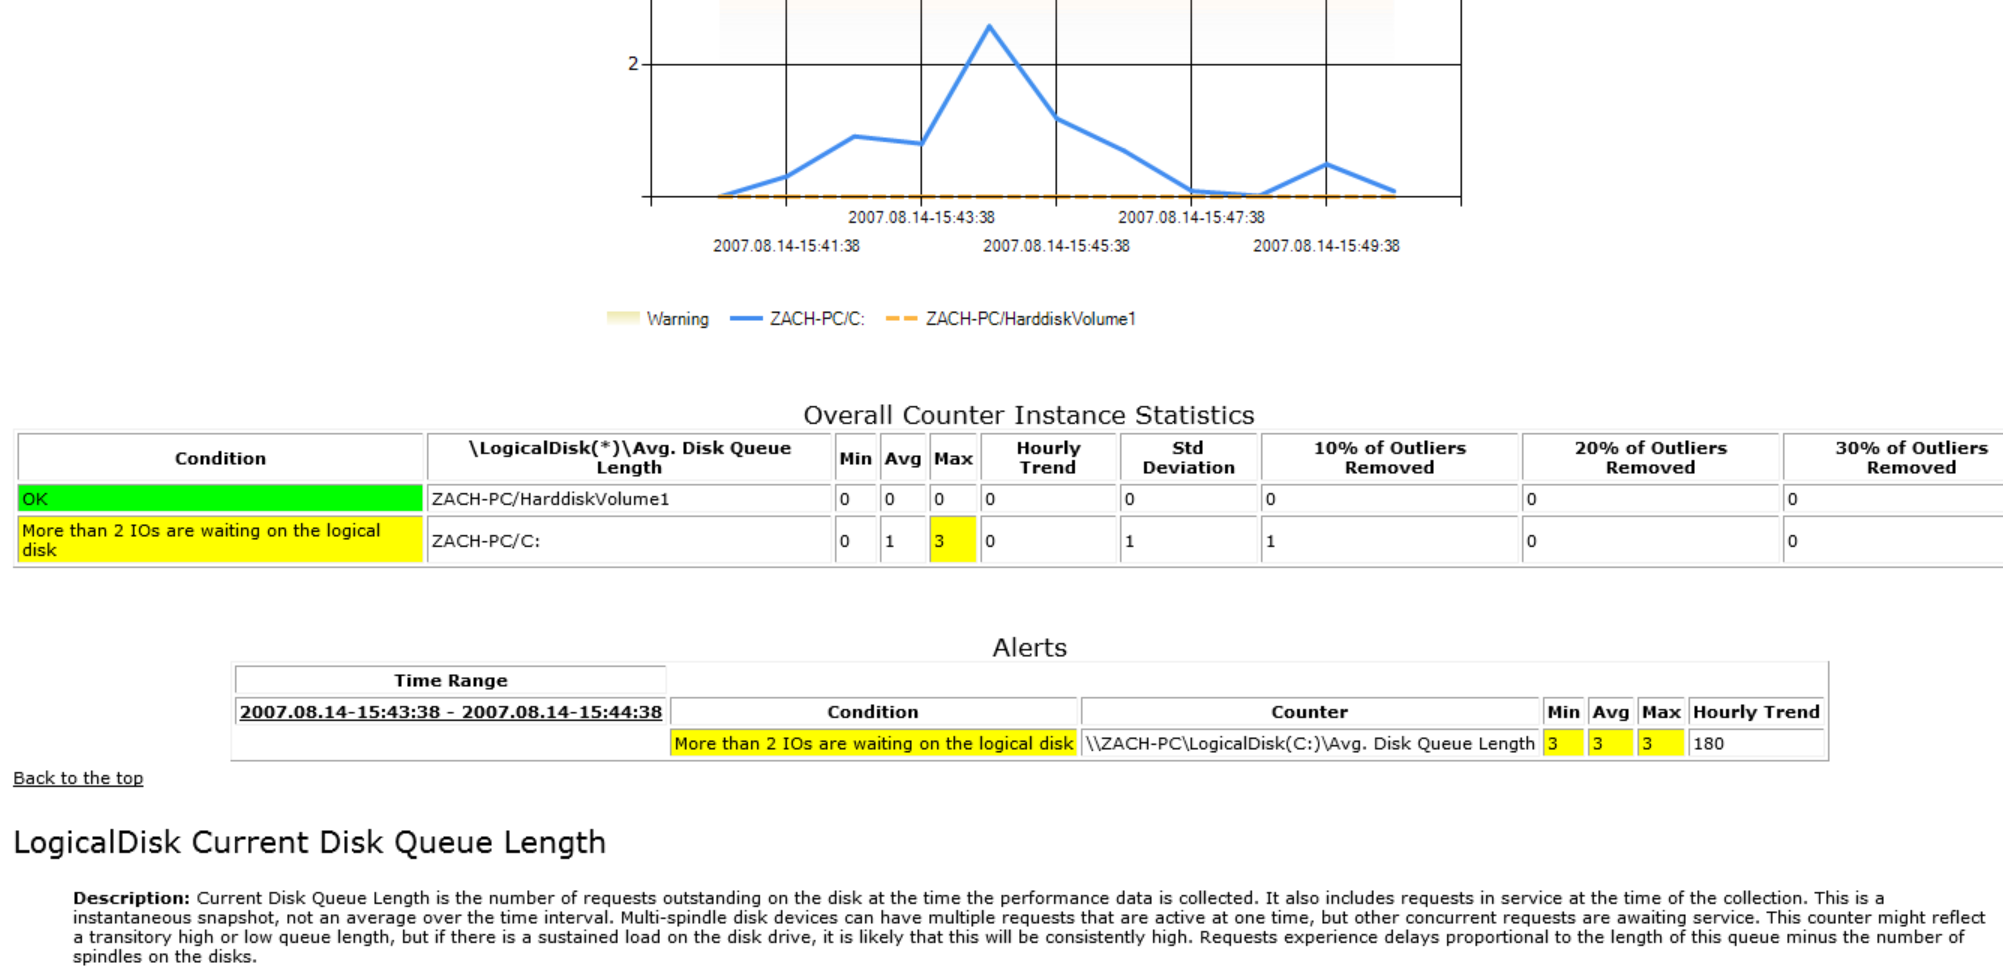 2
2007.08.14-15:43:38 2007.08.14-15:47:38
2007.08.14-15:41:38 2007.08.14-15:45:38 2007.08.14-15:49:38
Warning ZACH-PC/C: ZACH-PC/HarddiskVolume1
Overall Counter Instance Statistics
Condition \LogicalDisk(*)\Avg. Disk Queue Length Min Avg Max Hourly Trend Std Deviation 10% of Outliers Removed 20% of Outliers Removed 30% of Outliers Removed
OK ZACH-PC/HarddiskVolume1 0 0 0 0 0 0 0 0
More than 2 IOs are waiting on the logical disk ZACH-PC/C: 0 1 3 0 1 1 0 0
Alerts
Time Range
2007.08.14-15:43:38 - 2007.08.14-15:44:38 Condition Counter Min Avg Max Hourly Trend
More than 2 IOs are waiting on the logical disk \\ZACH-PC\LogicalDisk(C:)\Avg. Disk Queue Length 3 3 3 180
Back to the top
LogicalDisk Current Disk Queue Length
Description: Current Disk Queue Length is the number of requests outstanding on the disk at the time the performance data is collected. It also includes requests in service at the time of the collection. This is a
instantaneous snapshot, not an average over the time interval. Multi-spindle disk devices can have multiple requests that are active at one time, but other concurrent requests are awaiting service. This counter might reflect
a transitory high or low queue length, but if there is a sustained load on the disk drive, it is likely that this will be consistently high. Requests experience delays proportional to the length of this queue minus the number of
spindles on the disks.